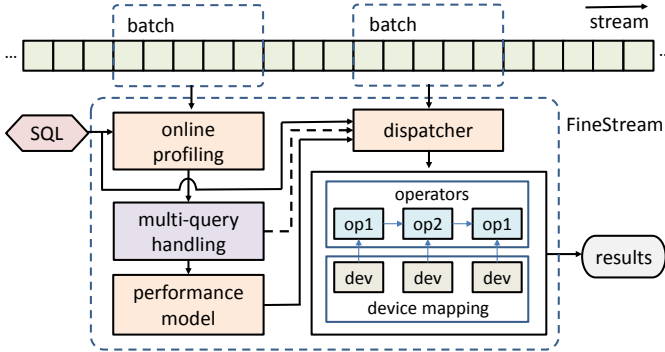 batch
batch
stream
...
...
SQL
online
profiling
dispatcher
FineStream
multi-query
handling
operators
op1
op2
op1
performance
model
dev
dev
dev
device mapping
results